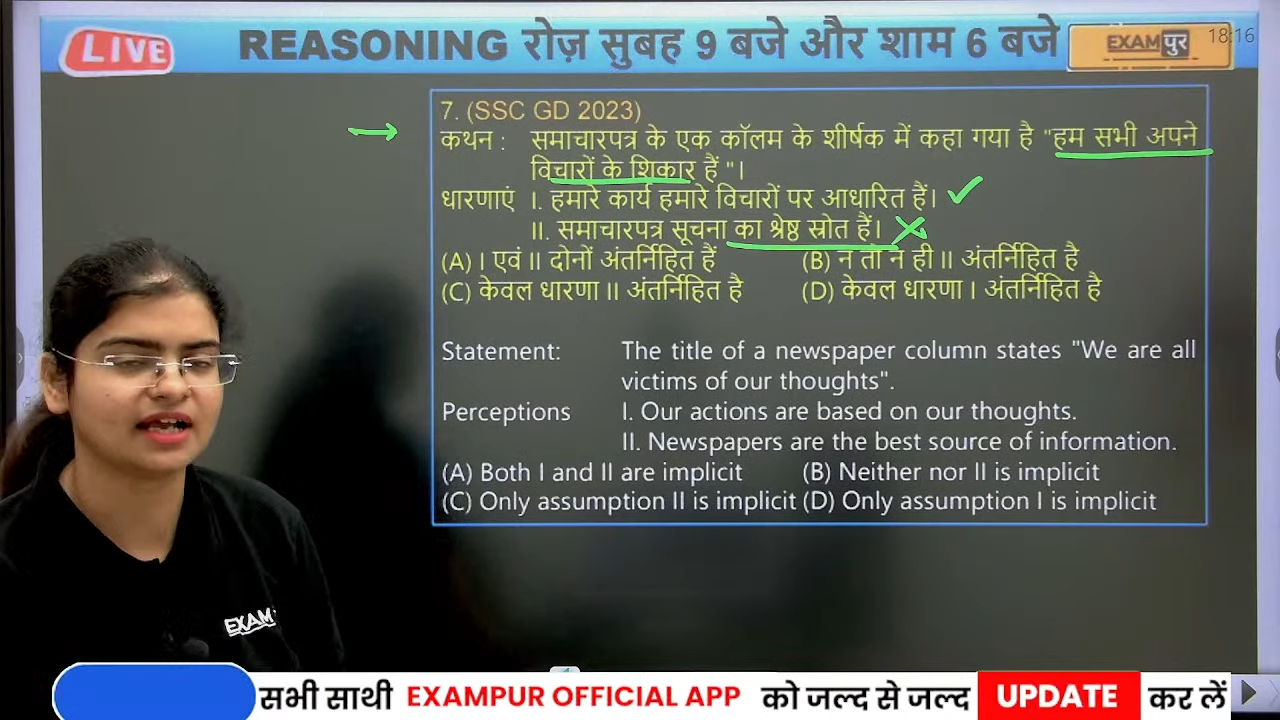 LIVE
REASONING रोज़ सुबह 9 बजे और शाम 6 बजे
EXAMपुर
18:16
7. (SSC GD 2023)
कथन : समाचारपत्र के एक कॉलम के शीर्षक में कहा गया है "हम सभी अपने
विचारों के शिकार हैं "।
धारणाएं I. हमारे कार्य हमारे विचारों पर आधारित हैं।
II. समाचारपत्र सूचना का श्रेष्ठ स्रोत हैं।
(A) I एवं II दोनों अंतर्निहित हैं (B) न तो न ही II अंतर्निहित है
(C) केवल धारणा II अंतर्निहित है (D) केवल धारणा I अंतर्निहित है
Statement: The title of a newspaper column states "We are all
victims of our thoughts".
Perceptions I. Our actions are based on our thoughts.
II. Newspapers are the best source of information.
(A) Both I and II are implicit (B) Neither nor II is implicit
(C) Only assumption II is implicit (D) Only assumption I is implicit
EXAM
सभी साथी EXAMPUR OFFICIAL APP को जल्द से जल्द UPDATE कर लें